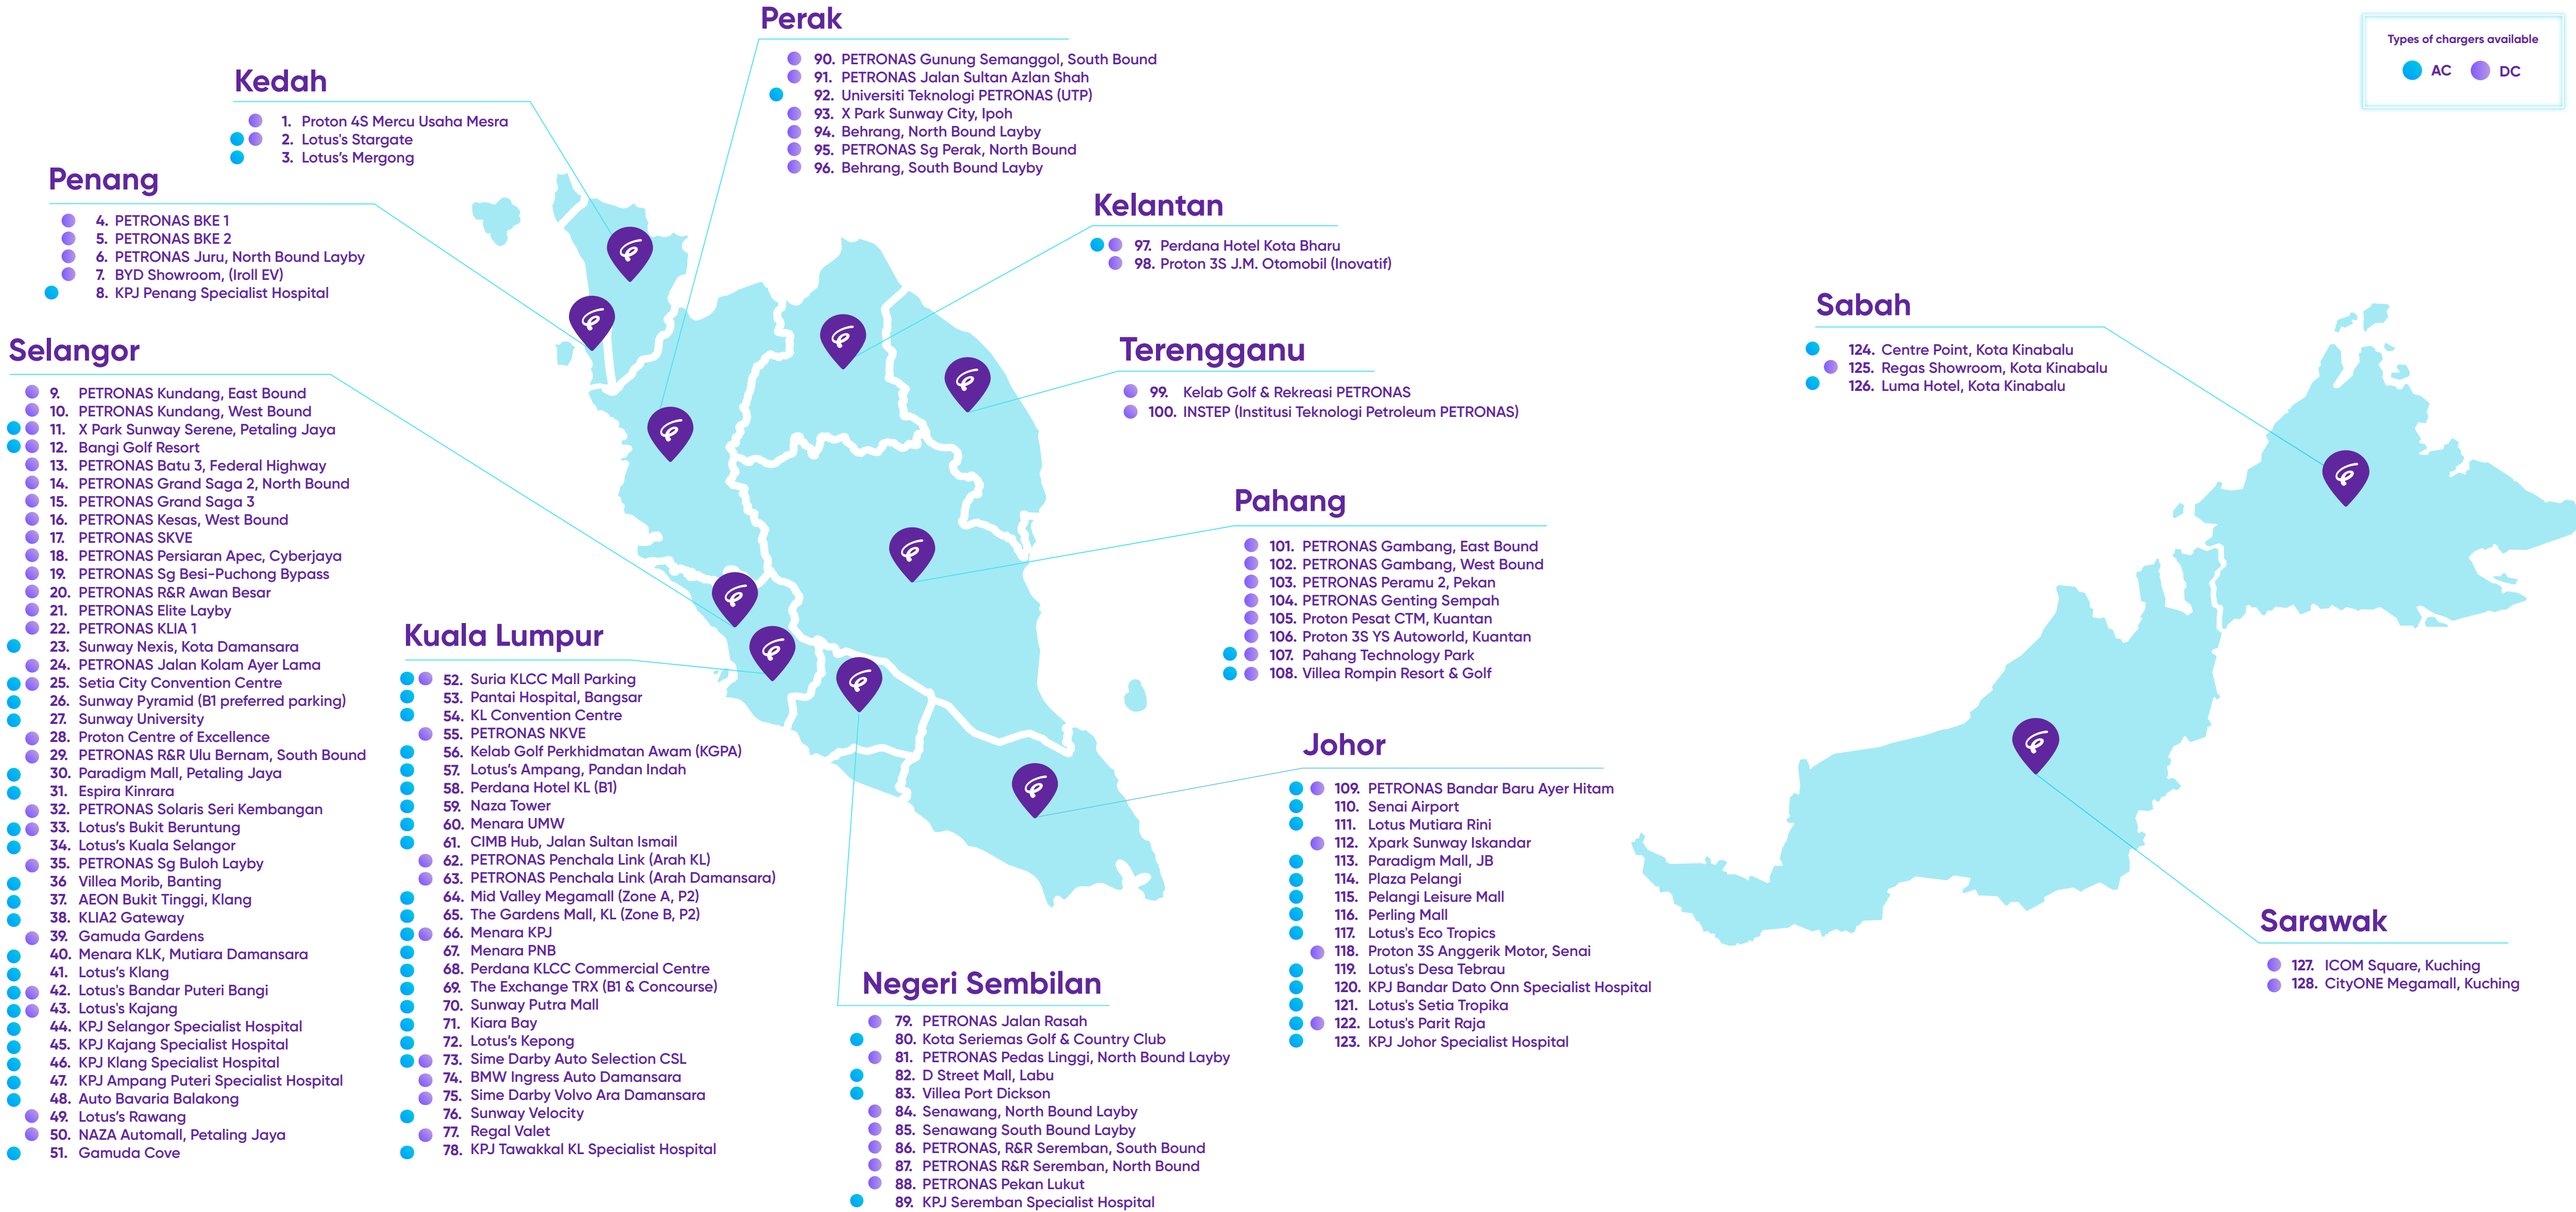 Perak
90. PETRONAS Gunung Semanggol, South Bound
91. PETRONAS Jalan Sultan Azlan Shah
92. Universiti Teknologi PETRONAS (UTP)
93. X Park Sunway City, Ipoh
94. Behrang, North Bound Layby
95. PETRONAS Sg Perak, North Bound
96. Behrang, South Bound Layby
Types of chargers available
AC DC
Kedah
1. Proton 4S Mercu Usaha Mesra
2. Lotus's Stargate
3. Lotus's Mergong
Penang
4. PETRONAS BKE 1
5. PETRONAS BKE 2
6. PETRONAS Juru, North Bound Layby
7. BYD Showroom, (Iroll EV)
8. KPJ Penang Specialist Hospital
Kelantan
97. Perdana Hotel Kota Bharu
98. Proton 3S J.M. Otomobil (Inovatif)
Terengganu
99. Kelab Golf & Rekreasi PETRONAS
100. INSTEP (Institusi Teknologi Petroleum PETRONAS)
Sabah
124. Centre Point, Kota Kinabalu
125. Regas Showroom, Kota Kinabalu
126. Luma Hotel, Kota Kinabalu
Selangor
9. PETRONAS Kundang, East Bound
10. PETRONAS Kundang, West Bound
11. X Park Sunway Serene, Petaling Jaya
12. Bangi Golf Resort
13. PETRONAS Batu 3, Federal Highway
14. PETRONAS Grand Saga 2, North Bound
15. PETRONAS Grand Saga 3
16. PETRONAS Kesas, West Bound
17. PETRONAS SKVE
18. PETRONAS Persiaran Apec, Cyberjaya
19. PETRONAS Sg Besi-Puchong Bypass
20. PETRONAS R&R Awan Besar
21. PETRONAS Elite Layby
22. PETRONAS KLIA 1
23. Sunway Nexis, Kota Damansara
24. PETRONAS Jalan Kolam Ayer Lama
25. Setia City Convention Centre
26. Sunway Pyramid (B1 preferred parking)
27. Sunway University
28. Proton Centre of Excellence
29. PETRONAS R&R Ulu Bernam, South Bound
30. Paradigm Mall, Petaling Jaya
31. Espira Kinrara
32. PETRONAS Solaris Seri Kembangan
33. Lotus's Bukit Beruntung
34. Lotus's Kuala Selangor
35. PETRONAS Sg Buloh Layby
36 Villea Morib, Banting
37. AEON Bukit Tinggi, Klang
38. KLIA2 Gateway
39. Gamuda Gardens
40. Menara KLK, Mutiara Damansara
41. Lotus's Klang
42. Lotus's Bandar Puteri Bangi
43. Lotus's Kajang
44. KPJ Selangor Specialist Hospital
45. KPJ Kajang Specialist Hospital
46. KPJ Klang Specialist Hospital
47. KPJ Ampang Puteri Specialist Hospital
48. Auto Bavaria Balakong
49. Lotus's Rawang
50. NAZA Automall, Petaling Jaya
51. Gamuda Cove
Kuala Lumpur
52. Suria KLCC Mall Parking
53. Pantai Hospital, Bangsar
54. KL Convention Centre
55. PETRONAS NKVE
56. Kelab Golf Perkhidmatan Awam (KGPA)
57. Lotus's Ampang, Pandan Indah
58. Perdana Hotel KL (B1)
59. Naza Tower
60. Menara UMW
61. CIMB Hub, Jalan Sultan Ismail
62. PETRONAS Penchala Link (Arah KL)
63. PETRONAS Penchala Link (Arah Damansara)
64. Mid Valley Megamall (Zone A, P2)
65. The Gardens Mall, KL (Zone B, P2)
66. Menara KPJ
67. Menara PNB
68. Perdana KLCC Commercial Centre
69. The Exchange TRX (B1 & Concourse)
70. Sunway Putra Mall
71. Kiara Bay
72. Lotus's Kepong
73. Sime Darby Auto Selection CSL
74. BMW Ingress Auto Damansara
75. Sime Darby Volvo Ara Damansara
76. Sunway Velocity
77. Regal Valet
78. KPJ Tawakkal KL Specialist Hospital
Pahang
101. PETRONAS Gambang, East Bound
102. PETRONAS Gambang, West Bound
103. PETRONAS Peramu 2, Pekan
104. PETRONAS Genting Sempah
105. Proton Pesat CTM, Kuantan
106. Proton 3S YS Autoworld, Kuantan
107. Pahang Technology Park
108. Villea Rompin Resort & Golf
Johor
109. PETRONAS Bandar Baru Ayer Hitam
110. Senai Airport
111. Lotus Mutiara Rini
112. Xpark Sunway Iskandar
113. Paradigm Mall, JB
114. Plaza Pelangi
115. Pelangi Leisure Mall
116. Perling Mall
117. Lotus's Eco Tropics
118. Proton 3S Anggerik Motor, Senai
119. Lotus's Desa Tebrau
120. KPJ Bandar Dato Onn Specialist Hospital
121. Lotus's Setia Tropika
122. Lotus's Parit Raja
123. KPJ Johor Specialist Hospital
Negeri Sembilan
79. PETRONAS Jalan Rasah
80. Kota Seriemas Golf & Country Club
81. PETRONAS Pedas Linggi, North Bound Layby
82. D Street Mall, Labu
83. Villea Port Dickson
84. Senawang, North Bound Layby
85. Senawang South Bound Layby
86. PETRONAS, R&R Seremban, South Bound
87. PETRONAS R&R Seremban, North Bound
88. PETRONAS Pekan Lukut
89. KPJ Seremban Specialist Hospital
Sarawak
127. ICOM Square, Kuching
128. CityONE Megamall, Kuching